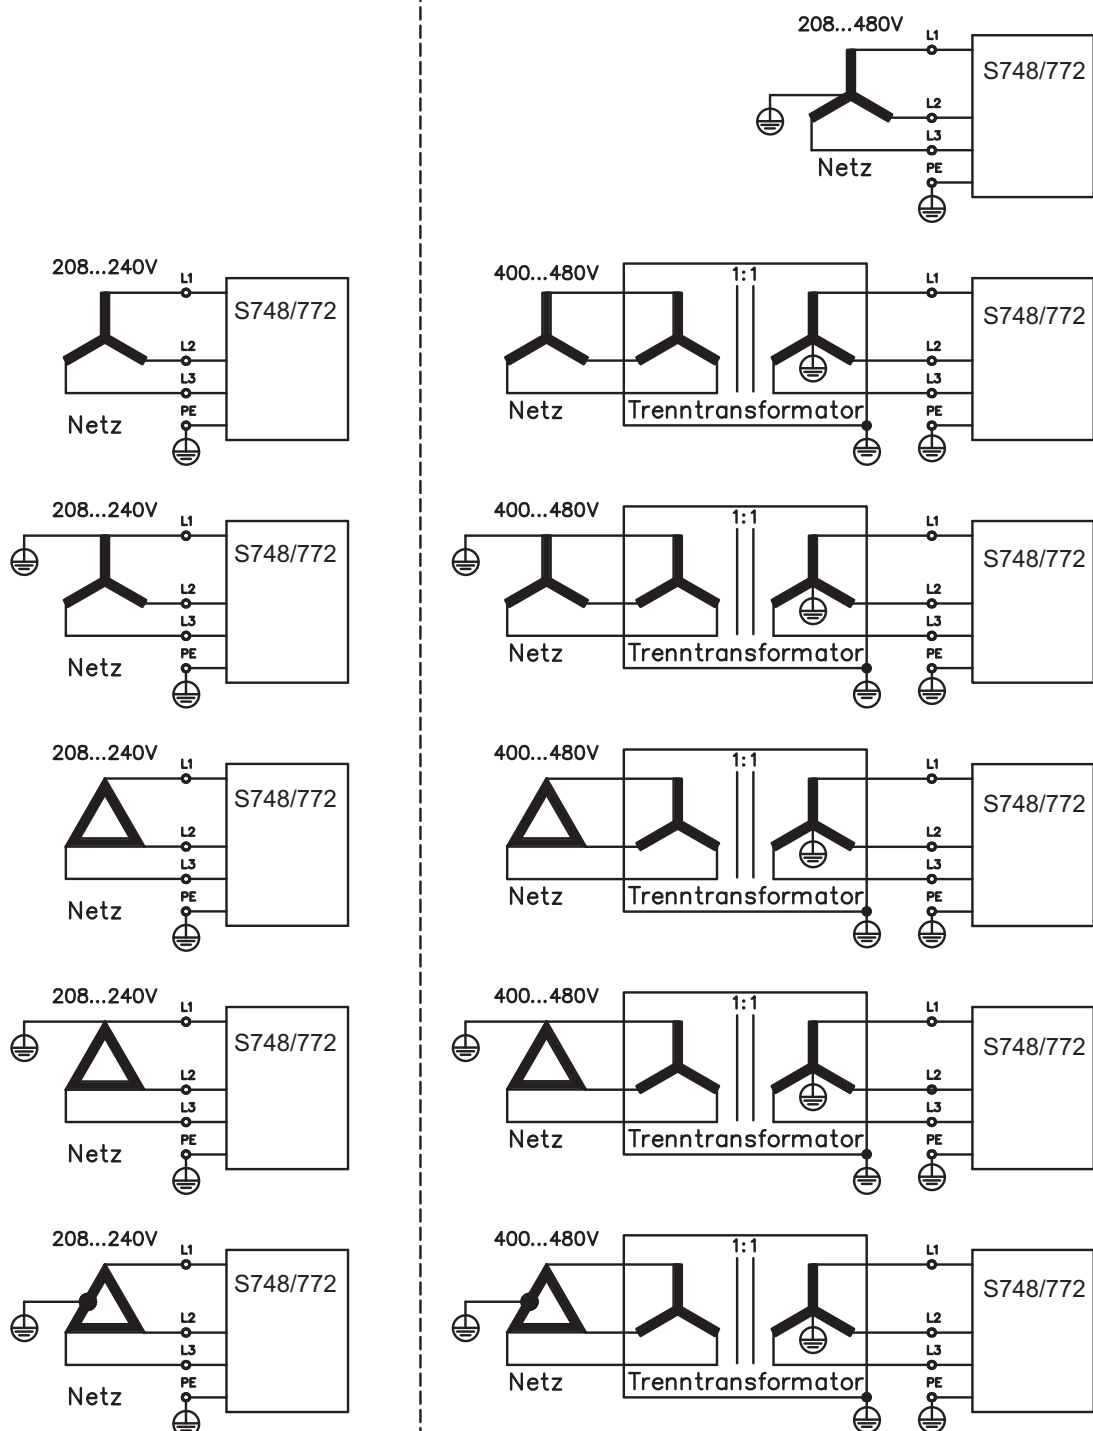 208...480V
L1
S748/772
L2
L3
Netz
PE
208...240V
L1
S748/772
L2
L3
Netz
PE
400...480V
1:1
L1
S748/772
L2
L3
Netz
Trenntransformator
PE
208...240V
L1
S748/772
L2
L3
Netz
PE
400...480V
1:1
L1
S748/772
L2
L3
Netz
Trenntransformator
PE
208...240V
L1
S748/772
L2
L3
Netz
PE
400...480V
1:1
L1
S748/772
L2
L3
Netz
Trenntransformator
PE
208...240V
L1
S748/772
L2
L3
Netz
PE
400...480V
1:1
L1
S748/772
L2
L3
Netz
Trenntransformator
PE
208...240V
L1
S748/772
L2
L3
Netz
PE
400...480V
1:1
L1
S748/772
L2
L3
Netz
Trenntransformator
PE